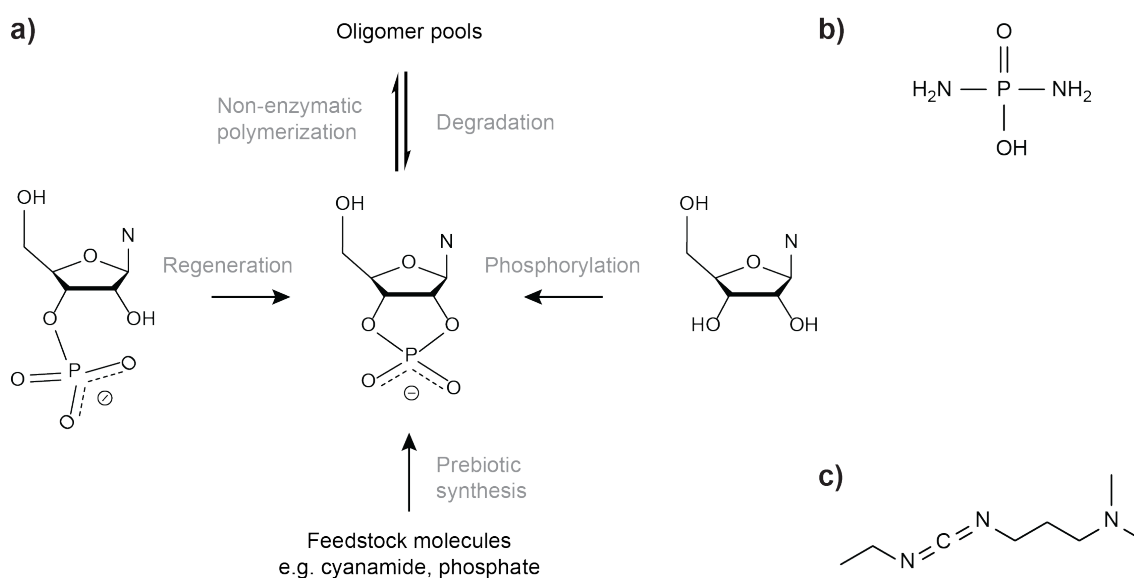 a)
Oligomer pools
Non-enzymatic
polymerization
Degradation
OH
O
N
OH
O
P
O
O
O
Regeneration
OH
O
N
O
O
P
O
O
Phosphorylation
OH
O
N
HO
OH
Prebiotic
synthesis
Feedstock molecules
e.g. cyanamide, phosphate
b)
O
H₂N P NH₂
OH
c)
N
C
N
N